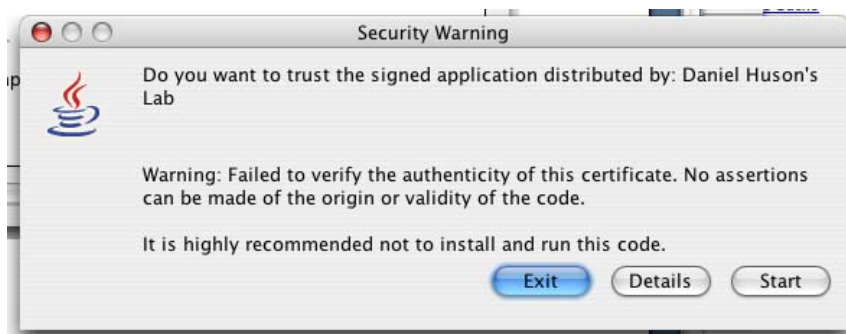 Security Warning
Do you want to trust the signed application distributed by: Daniel Huson's
Lab
Warning: Failed to verify the authenticity of this certificate. No assertions
can be made of the origin or validity of the code.
It is highly recommended not to install and run this code.
Exit Details Start